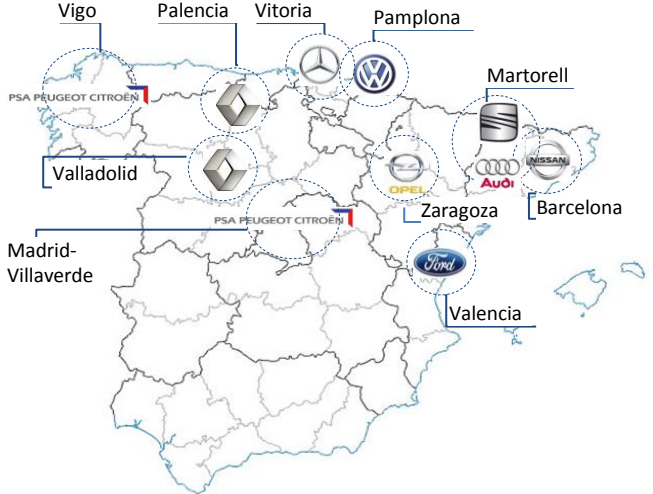 Vigo
Palencia
Vitoria
Pamplona
Martorell
PSA PEUGEOT CITROËN
Valladolid
OPEL
Audi
NISSAN
Zaragoza
Barcelona
PSA PEUGEOT CITROËN
Madrid-
Villaverde
Ford
Valencia